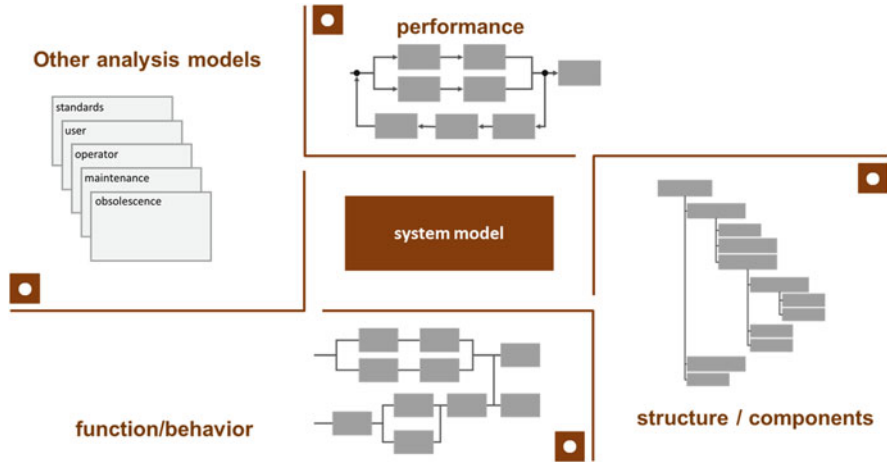 performance
Other analysis models
standards
user
operator
maintenance
obsolescence
system model
function/behavior
structure / components